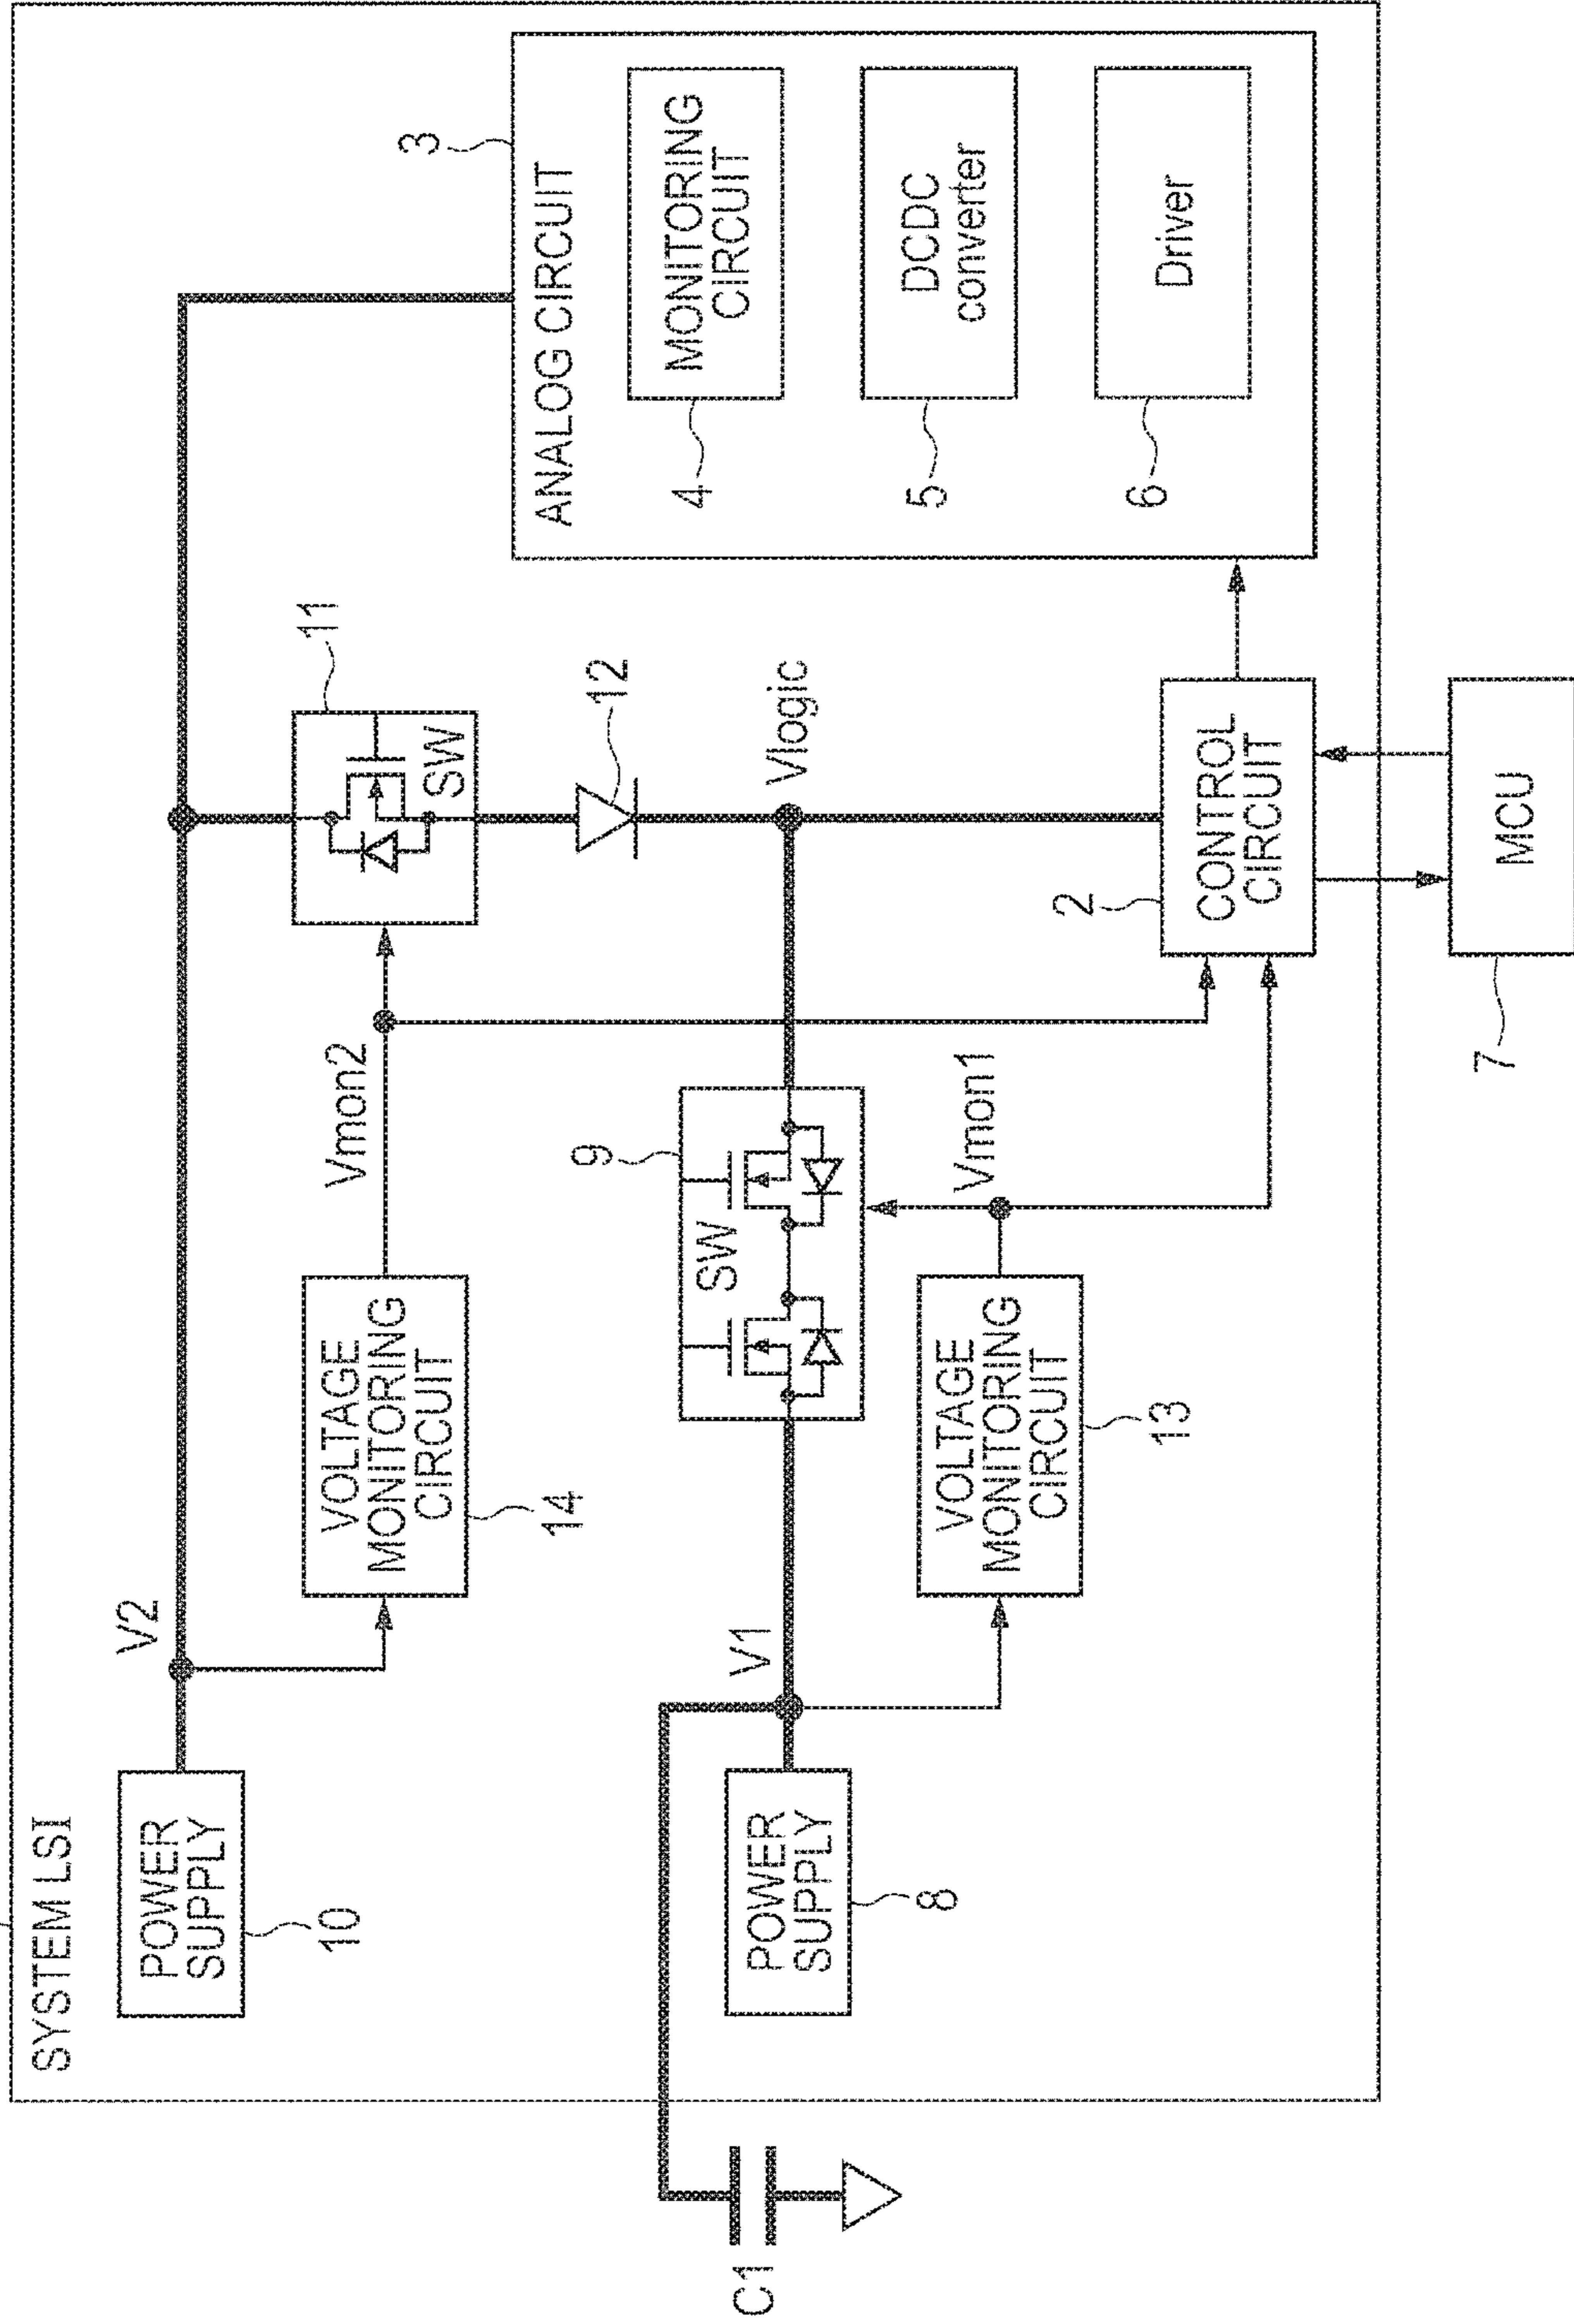 SYSTEM LSI
POWER
SUPPLY
10
V2
VOLTAGE
MONITORING
CIRCUIT
14
Vmon2
11
SW
12
Vlogic
3
ANALOG CIRCUIT
MONITORING
CIRCUIT
4
DCDC
converter
5
Driver
6
C1
POWER
SUPPLY
8
V1
9
SW
VOLTAGE
MONITORING
CIRCUIT
13
Vmon1
2
CONTROL
CIRCUIT
MCU
7